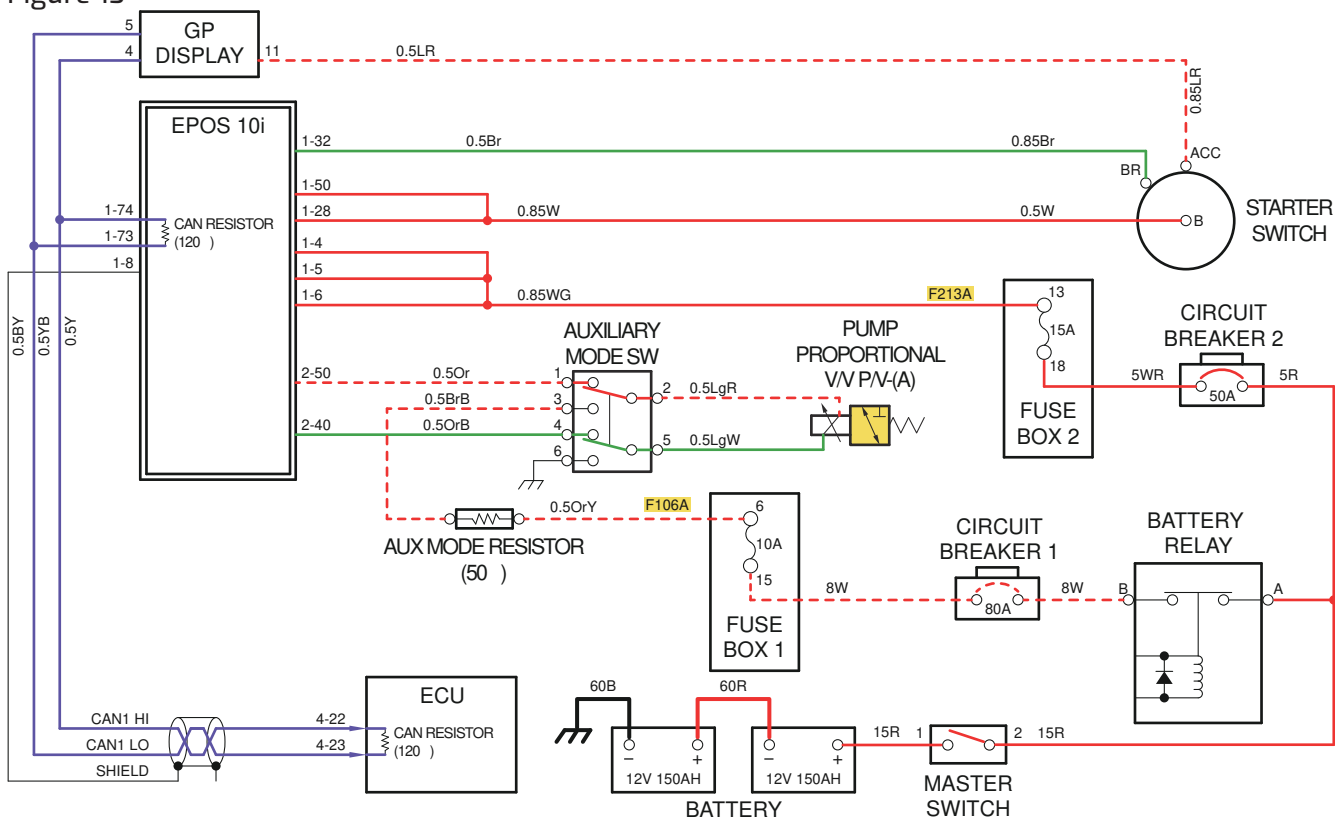 Figure 13
5
GP
DISPLAY
4
11
0.5LR
0.85LR
EPOS 10i
1-32
0.5Br
0.85Br
BR
ACC
1-50
1-28
0.85W
0.5W
B
STARTER
SWITCH
1-74
1-73
CAN RESISTOR
(120 )
1-8
1-4
1-5
1-6
0.85WG
F213A
13
15A
18
FUSE
BOX 2
CIRCUIT
BREAKER 2
5WR
50A
5R
0.5BY
0.5YB
0.5Y
AUXILIARY
MODE SW
PUMP
PROPORTIONAL
V/V P/V-(A)
2-50
0.5Or
1
2
0.5LgR
0.5BrB
3
2-40
0.5OrB
4
5
0.5LgW
6
AUX MODE RESISTOR
(50 )
0.5OrY
F106A
6
10A
15
FUSE
BOX 1
8W
CIRCUIT
BREAKER 1
80A
8W
BATTERY
RELAY
B
A
ECU
CAN1 HI
4-22
CAN RESISTOR
(120 )
CAN1 LO
4-23
SHIELD
60B
60R
− +
12V 150AH
− +
12V 150AH
BATTERY
15R
1
2
15R
MASTER
SWITCH